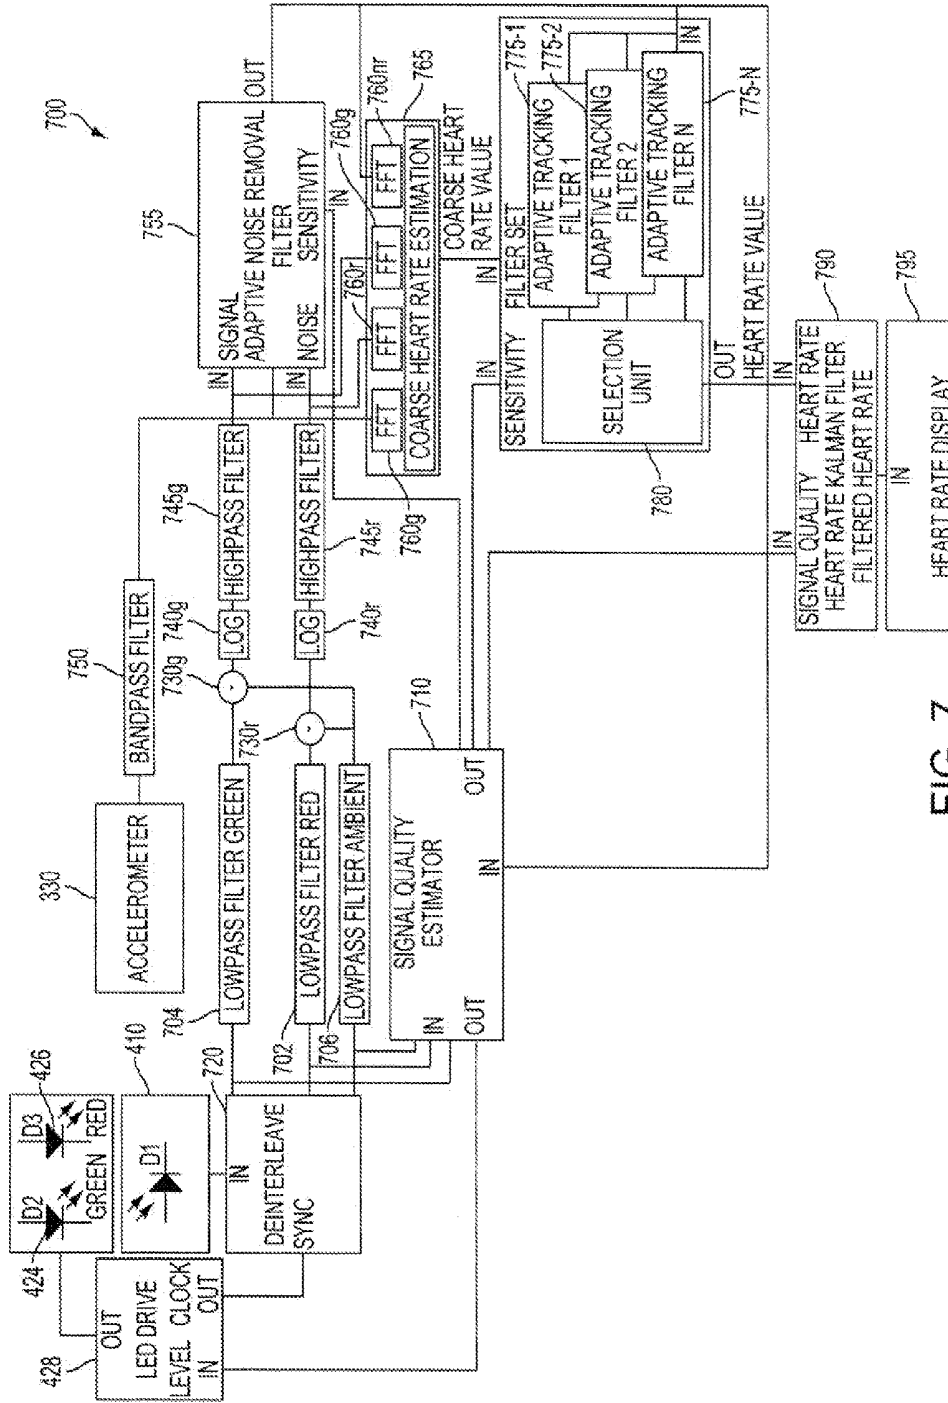 700
424
D2
D3
426
GREEN
RED
428
OUT
LED DRIVE
LEVEL CLOCK
IN
OUT
410
D1
720
IN
DEINTERLEAVE
SYNC
330
ACCELEROMETER
750
BANDPASS FILTER
704
LOWPASS FILTER GREEN
702
LOWPASS FILTER RED
706
LOWPASS FILTER AMBIENT
730g
730r
740g
LOG
LOG
740r
745g
HIGHPASS FILTER
HIGHPASS FILTER
745r
755
IN
SIGNAL
ADAPTIVE NOISE REMOVAL
FILTER
NOISE
SENSITIVITY
IN
IN
OUT
710
SIGNAL QUALITY
ESTIMATOR
IN
OUT
OUT
IN
760g
760r
760g
760nr
765
FFT
FFT
FFT
FFT
COARSE HEART RATE ESTIMATION
COARSE HEART
RATE VALUE
IN
IN
SENSITIVITY
FILTER SET
775-1
ADAPTIVE TRACKING
FILTER 1
775-2
ADAPTIVE TRACKING
FILTER 2
ADAPTIVE TRACKING
FILTER N
IN
775-N
SELECTION
UNIT
780
OUT
HEART RATE VALUE
IN
IN
790
SIGNAL QUALITY
HEART RATE
HEART RATE KALMAN FILTER
FILTERED HEART RATE
795
IN
HEART RATE DISPLAY
FIG. 7